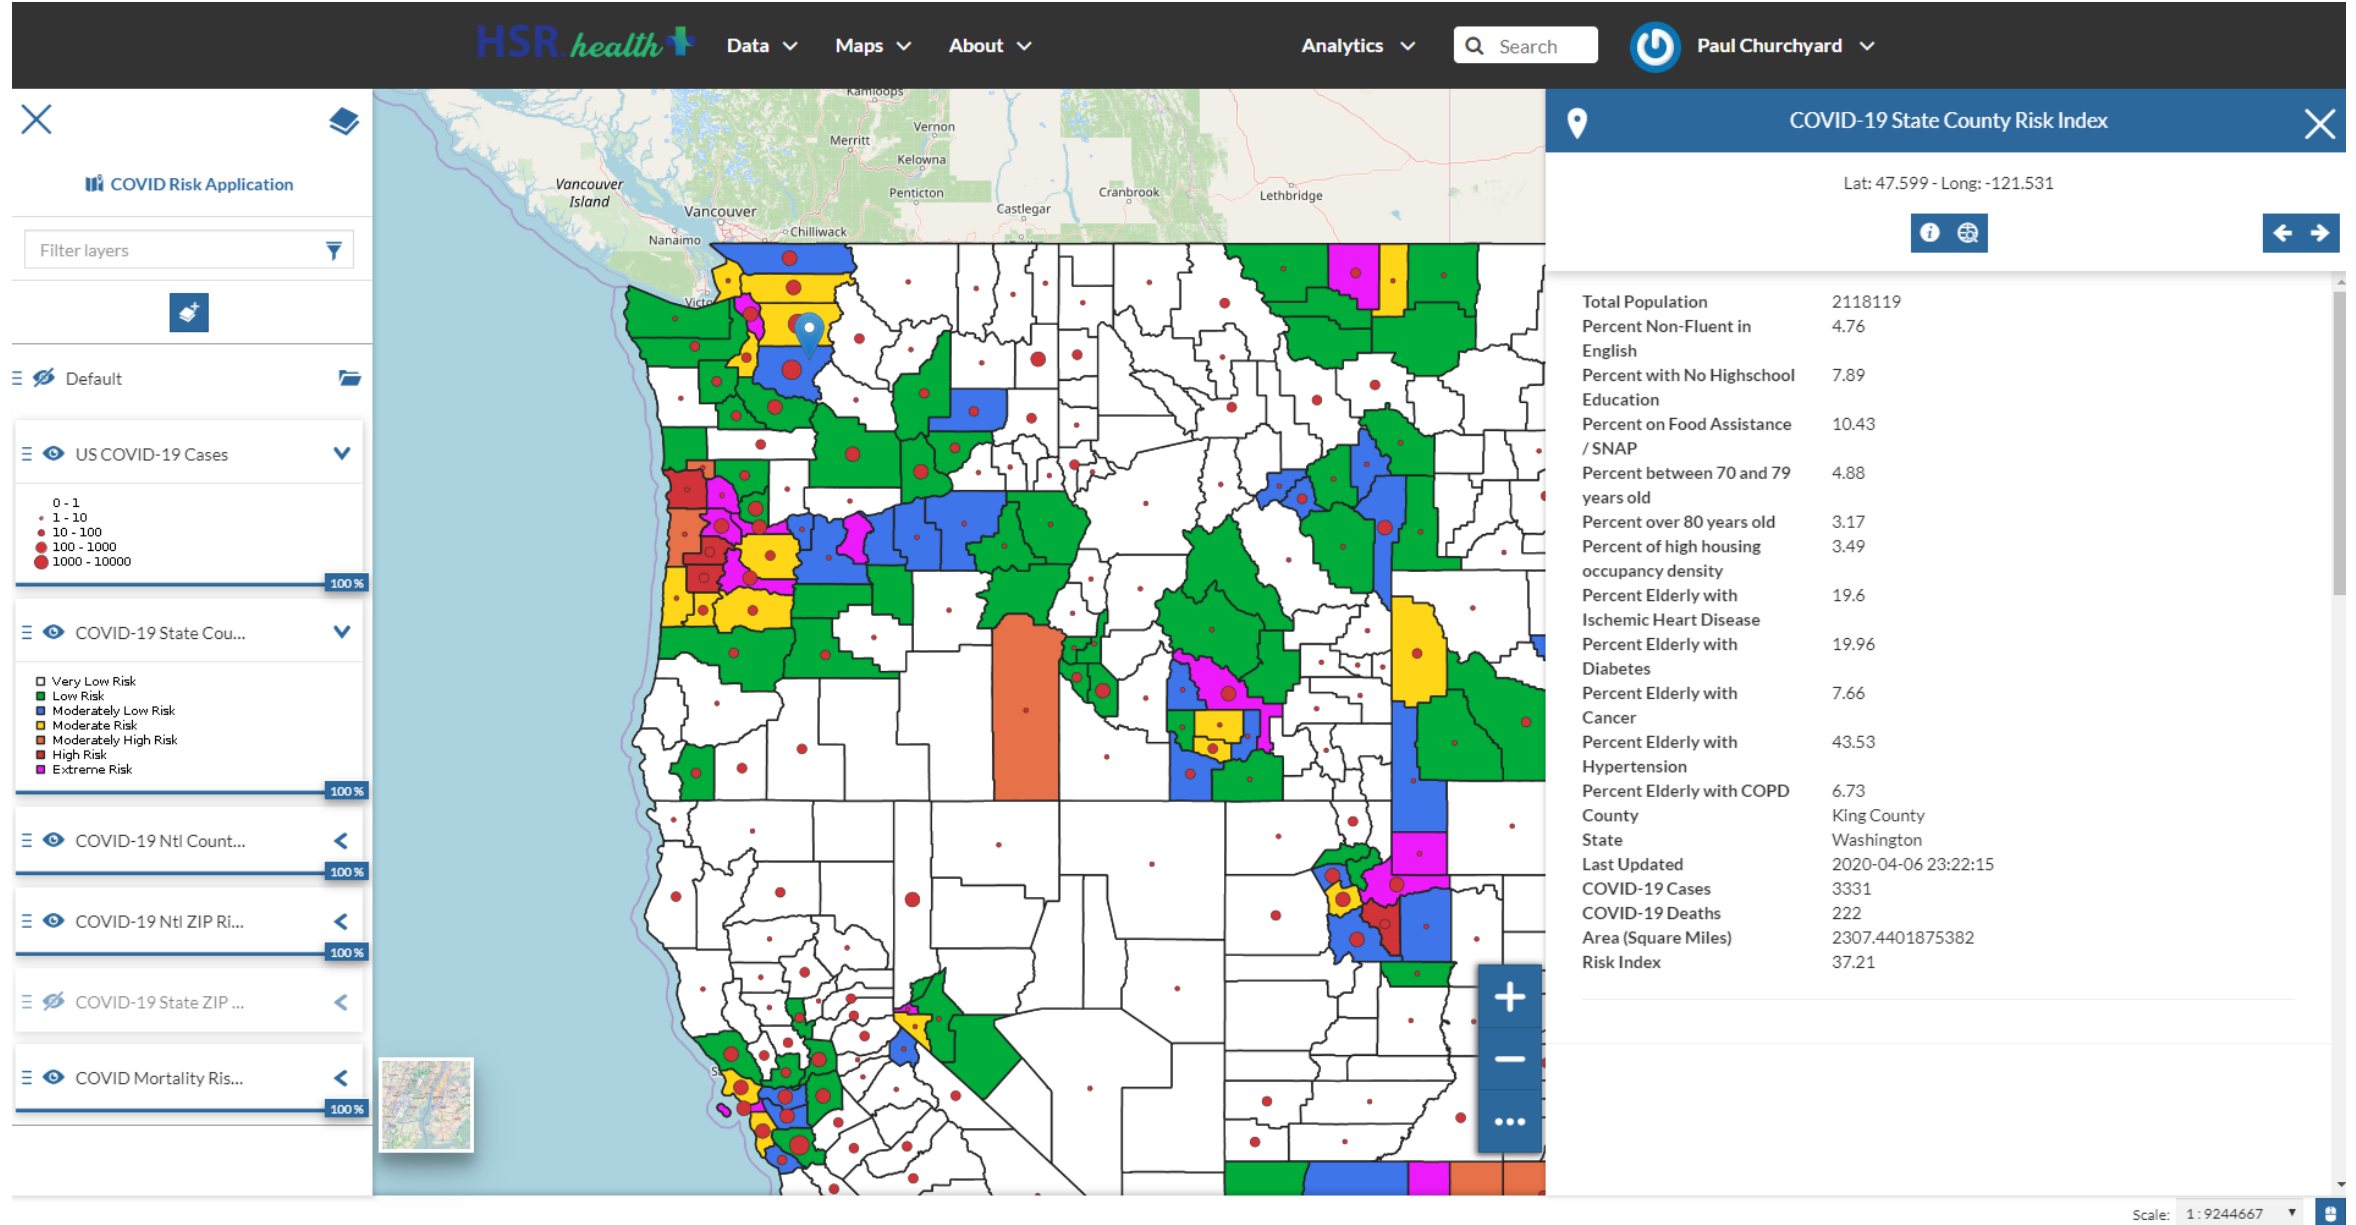 HSR.health
Data
Maps
About
Analytics
Search
Paul Churchyard
COVID Risk Application
Filter layers
Default
US COVID-19 Cases
0 - 1
1 - 10
10 - 100
100 - 1000
1000 - 10000
100 %
COVID-19 State Cou...
Very Low Risk
Low Risk
Moderately Low Risk
Moderate Risk
Moderately High Risk
High Risk
Extreme Risk
100 %
COVID-19 Ntl Count...
100 %
COVID-19 Ntl ZIP Ri...
100 %
COVID-19 State ZIP ...
COVID Mortality Ris...
100 %
Kamloops
Vernon
Merritt
Kelowna
Vancouver
Island
Penticton
Cranbrook
Lethbridge
Castlegar
Vancouver
Chilliwack
Nanaimo
Victo
S
COVID-19 State County Risk Index
Lat: 47.599 - Long: -121.531
Total Population 2118119
Percent Non-Fluent in 4.76
English
Percent with No Highschool 7.89
Education
Percent on Food Assistance 10.43
/ SNAP
Percent between 70 and 79 4.88
years old
Percent over 80 years old 3.17
Percent of high housing 3.49
occupancy density
Percent Elderly with 19.6
Ischemic Heart Disease
Percent Elderly with 19.96
Diabetes
Percent Elderly with 7.66
Cancer
Percent Elderly with 43.53
Hypertension
Percent Elderly with COPD 6.73
County King County
State Washington
Last Updated 2020-04-06 23:22:15
COVID-19 Cases 3331
COVID-19 Deaths 222
Area (Square Miles) 2307.4401875382
Risk Index 37.21
Scale: 1 : 9244667